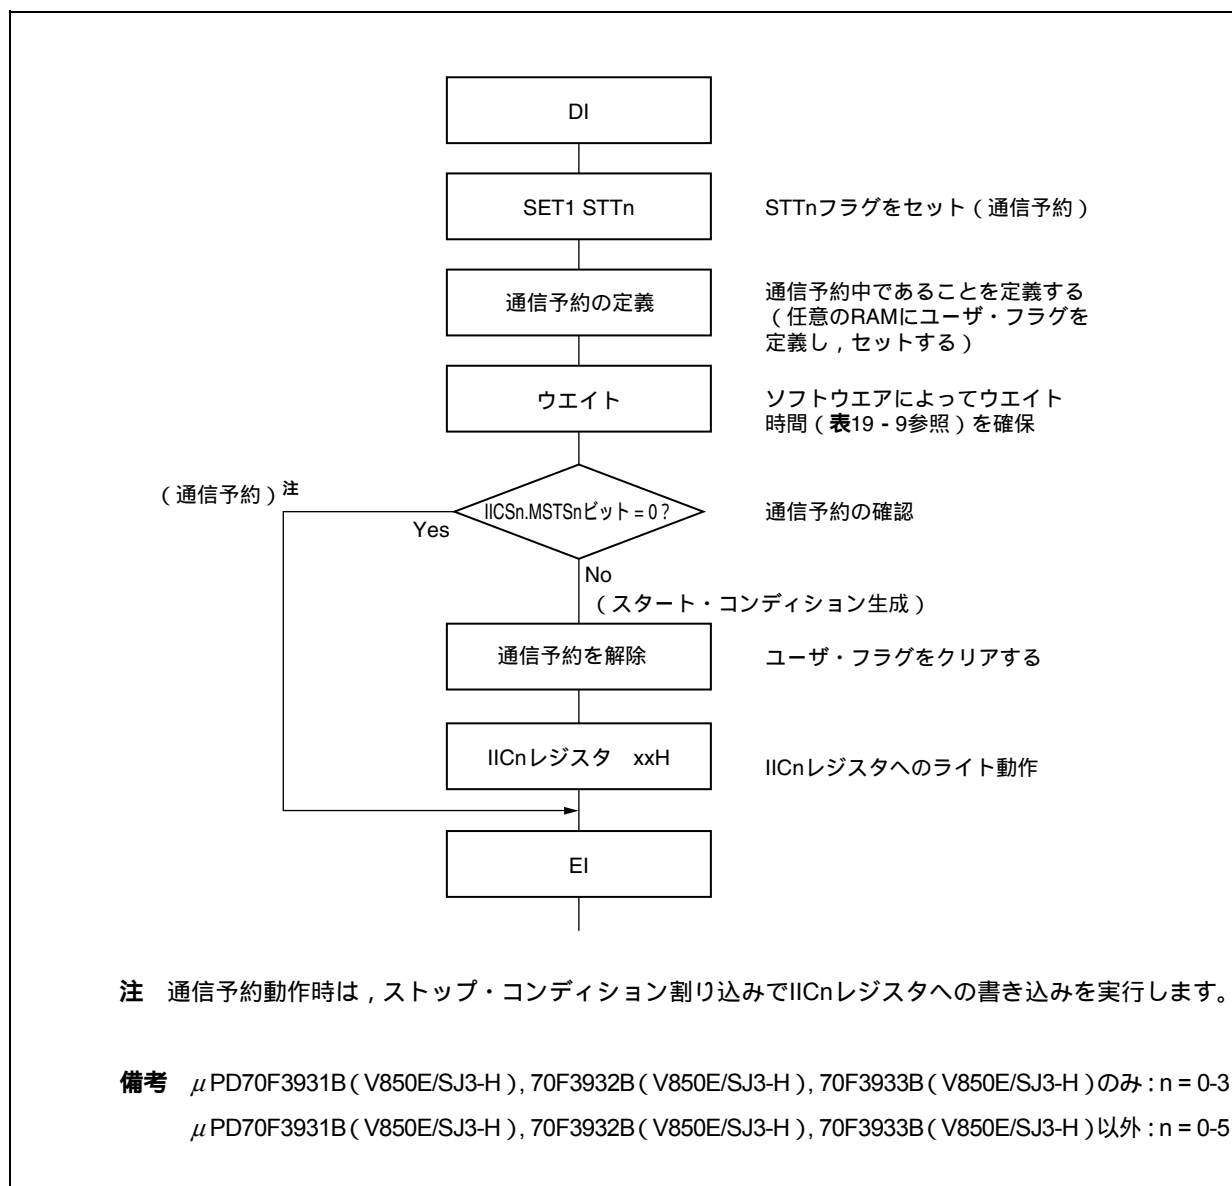 DI
SET1 STTn
STTnフラグをセット（通信予約）
通信予約の定義
通信予約中であることを定義する
（任意のRAMにユーザ・フラグを
定義し，セットする）
ウエイト
ソフトウエアによってウエイト
時間（表19-9参照）を確保
（通信予約）注
Yes
IICSn.MSTSnビット = 0 ?
通信予約の確認
No
（スタート・コンディション生成）
通信予約を解除
ユーザ・フラグをクリアする
IICnレジスタ　xxH
IICnレジスタへのライト動作
EI
注　通信予約動作時は，ストップ・コンディション割り込みでIICnレジスタへの書き込みを実行します。
備考　μPD70F3931B（V850E/SJ3-H）, 70F3932B（V850E/SJ3-H）, 70F3933B（V850E/SJ3-H）のみ : n = 0-3
μPD70F3931B（V850E/SJ3-H）, 70F3932B（V850E/SJ3-H）, 70F3933B（V850E/SJ3-H）以外 : n = 0-5